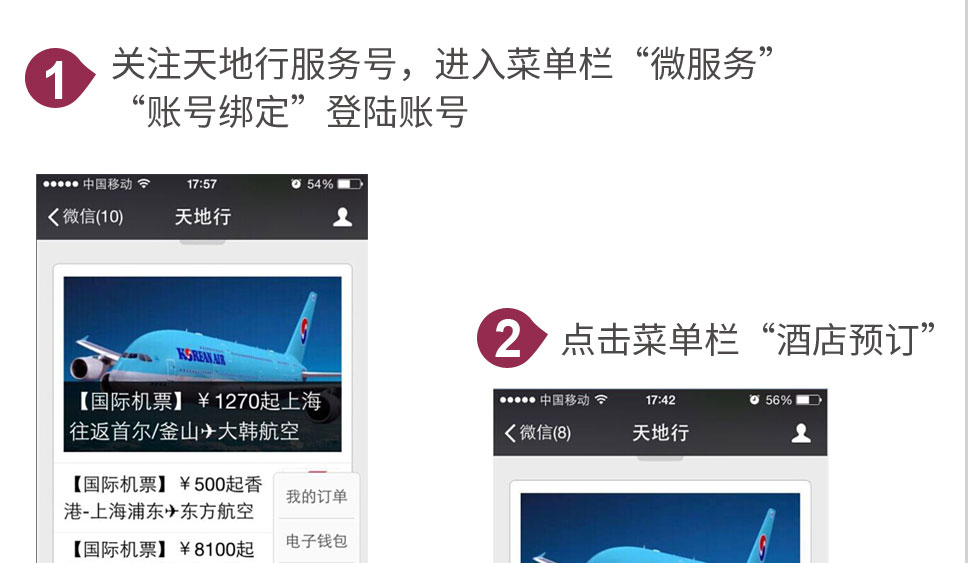 1 关注天地行服务号，进入菜单栏“微服务”
“账号绑定”登陆账号
中国移动 17:57 54%
微信(10) 天地行
KOREAN AIR
【国际机票】￥1270起上海
往返首尔/釜山✈大韩航空
【国际机票】￥500起香
港-上海浦东✈东方航空
【国际机票】￥8100起
我的订单
电子钱包
2 点击菜单栏“酒店预订”
中国移动 17:42 56%
微信(8) 天地行